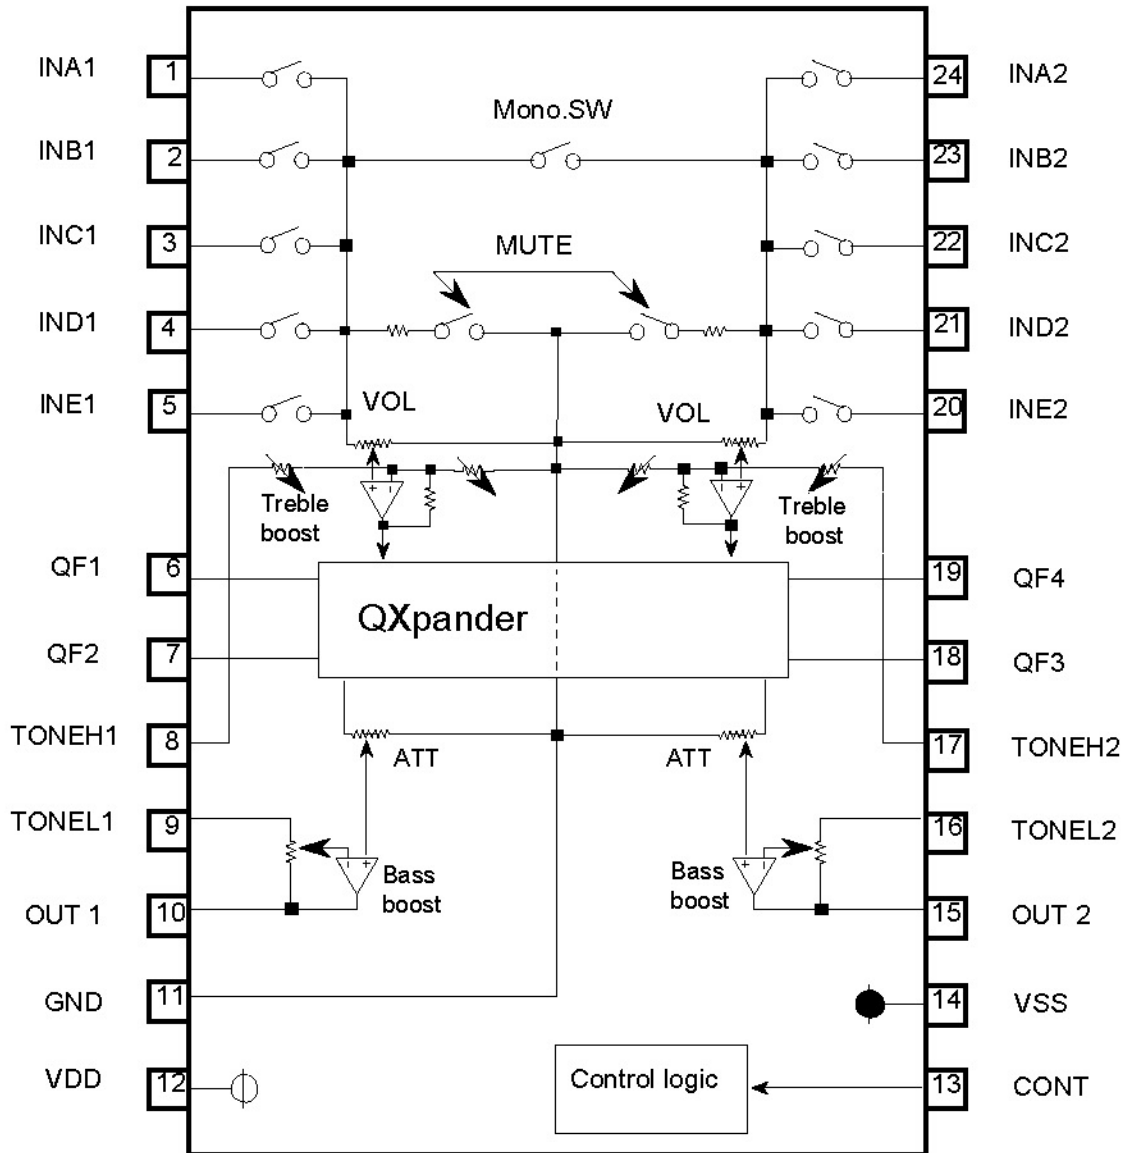 INA1 1 24 INA2
Mono.SW
INB1 2 23 INB2
INC1 3 22 INC2
MUTE
IND1 4 21 IND2
INE1 5 20 INE2
VOL VOL
+ - - +
Treble Treble
boost boost
QF1 6 19 QF4
QXpander
QF2 7 18 QF3
TONEH1 8 17 TONEH2
ATT ATT
TONEL1 9 16 TONEL2
- + + -
Bass Bass
boost boost
OUT 1 10 15 OUT 2
GND 11 14 VSS
VDD 12 13 CONT
Control logic